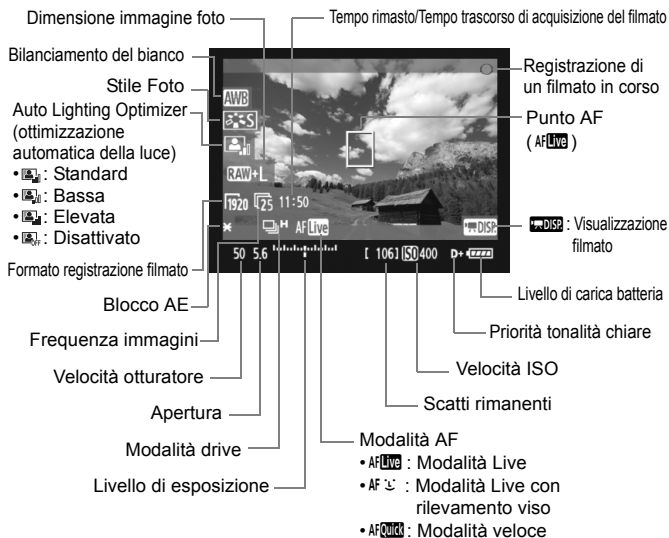 Dimensione immagine foto
Tempo rimasto/Tempo trascorso di acquisizione del filmato
Bilanciamento del bianco
Stile Foto
Auto Lighting Optimizer
(ottimizzazione
automatica della luce)
• : Standard
• : Bassa
• : Elevata
• OFF : Disattivato
Formato registrazione filmato
Blocco AE
Frequenza immagini
Velocità otturatore
Apertura
Modalità drive
Livello di esposizione
AWB
S
RAW+L
1920 25 11:50
H AF Live
DISP.
50 5.6 [ 106] ISO 400 D+
Registrazione di
un filmato in corso
Punto AF
( AF Live )
DISP. : Visualizzazione
filmato
Livello di carica batteria
Priorità tonalità chiare
Velocità ISO
Scatti rimanenti
Modalità AF
• AF Live : Modalità Live
• AF : Modalità Live con
rilevamento viso
• AF Quick : Modalità veloce